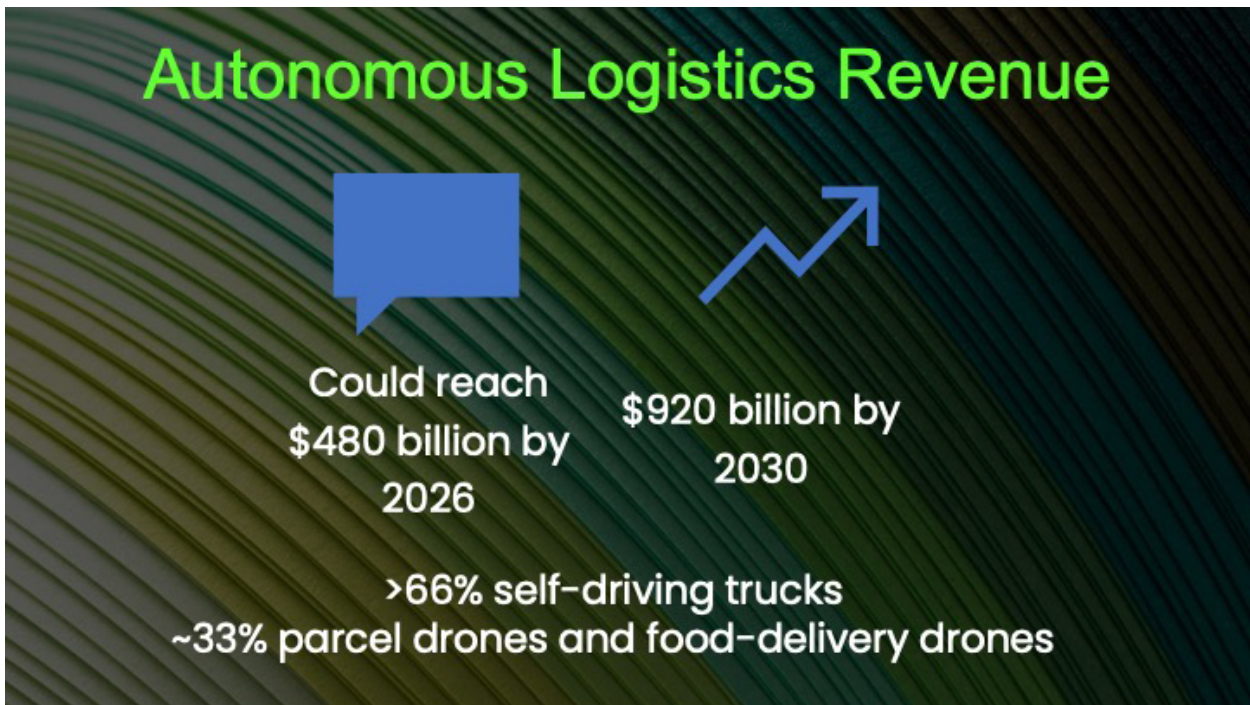 Autonomous Logistics Revenue
Could reach
$480 billion by
2026
$920 billion by
2030
>66% self-driving trucks
~33% parcel drones and food-delivery drones